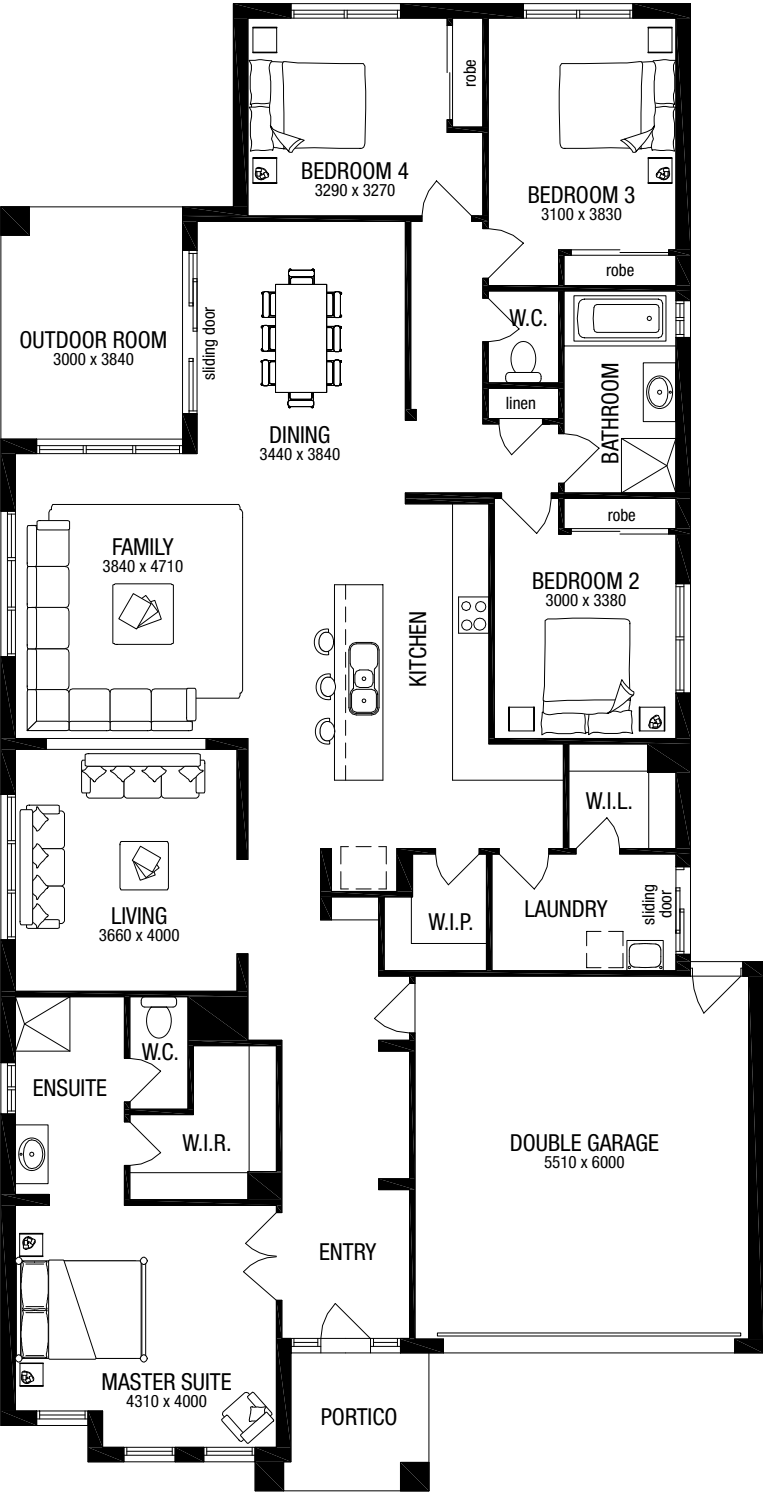 robe
BEDROOM 4
3290 x 3270
BEDROOM 3
3100 x 3830
robe
OUTDOOR ROOM
3000 x 3840
sliding door
W.C.
linen
BATHROOM
DINING
3440 x 3840
robe
FAMILY
3840 x 4710
BEDROOM 2
3000 x 3380
KITCHEN
W.I.L.
LIVING
3660 x 4000
W.I.P.
LAUNDRY
sliding
door
W.C.
ENSUITE
W.I.R.
DOUBLE GARAGE
5510 x 6000
ENTRY
MASTER SUITE
4310 x 4000
PORTICO